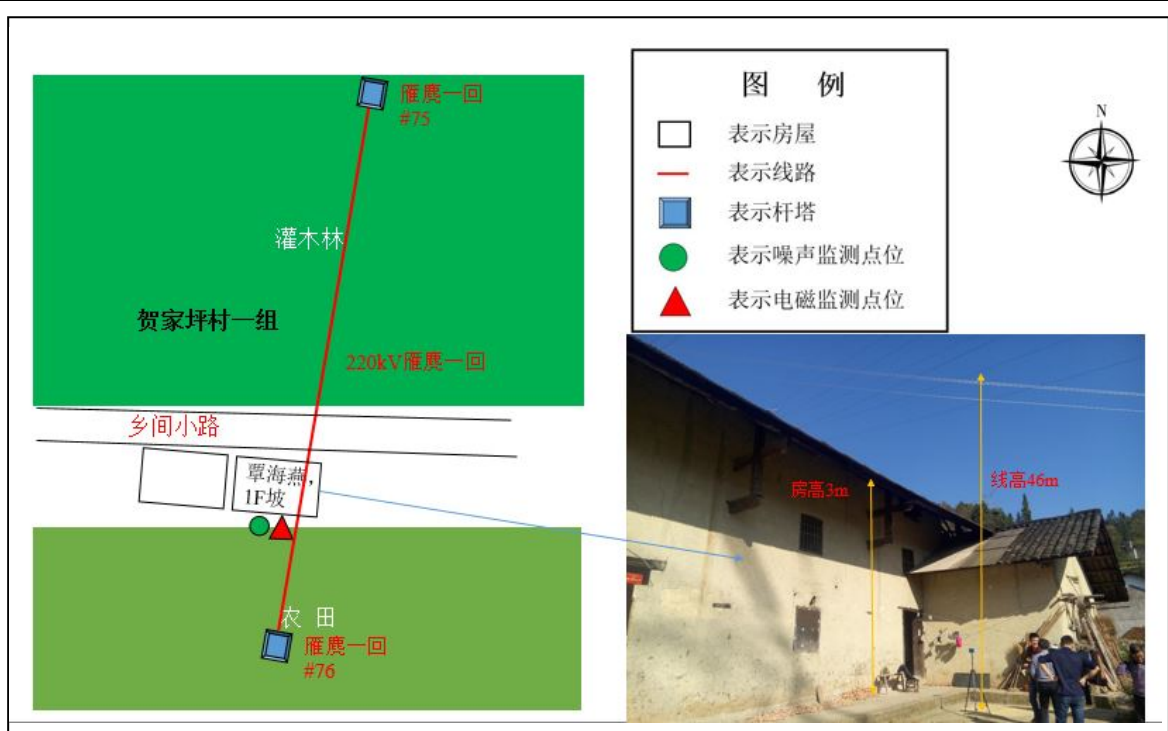 雁麂一回
#75
灌木林
贺家坪村一组
220kV雁麂一回
乡间小路
覃海燕,
1F坡
农 田
雁麂一回
#76
图 例
表示房屋
表示线路
表示杆塔
表示噪声监测点位
表示电磁监测点位
N
房高3m
线高46m